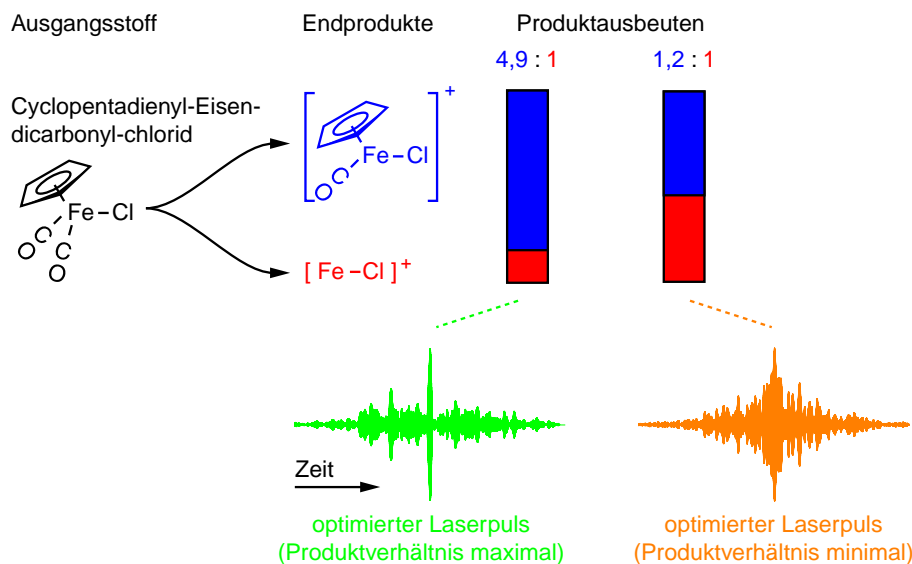 Ausgangsstoff
Endprodukte
Produktausbeuten
4,9 : 1
1,2 : 1
Cyclopentadienyl-Eisen-
dicarbonyl-chlorid
Fe–Cl
C
O
C
O
[Fe–Cl
C
O]+
[ Fe–Cl ]+
Zeit
optimierter Laserpuls
(Produktverhältnis maximal)
optimierter Laserpuls
(Produktverhältnis minimal)